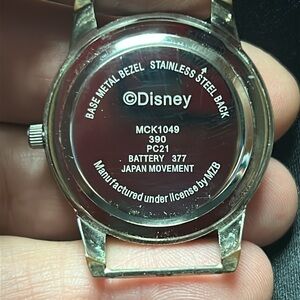 BASE METAL BEZEL STAINLESS STEEL BACK
©Disney
MCK1049
390
PC21
BATTERY 377
JAPAN MOVEMENT
Manufactured under license by MZB